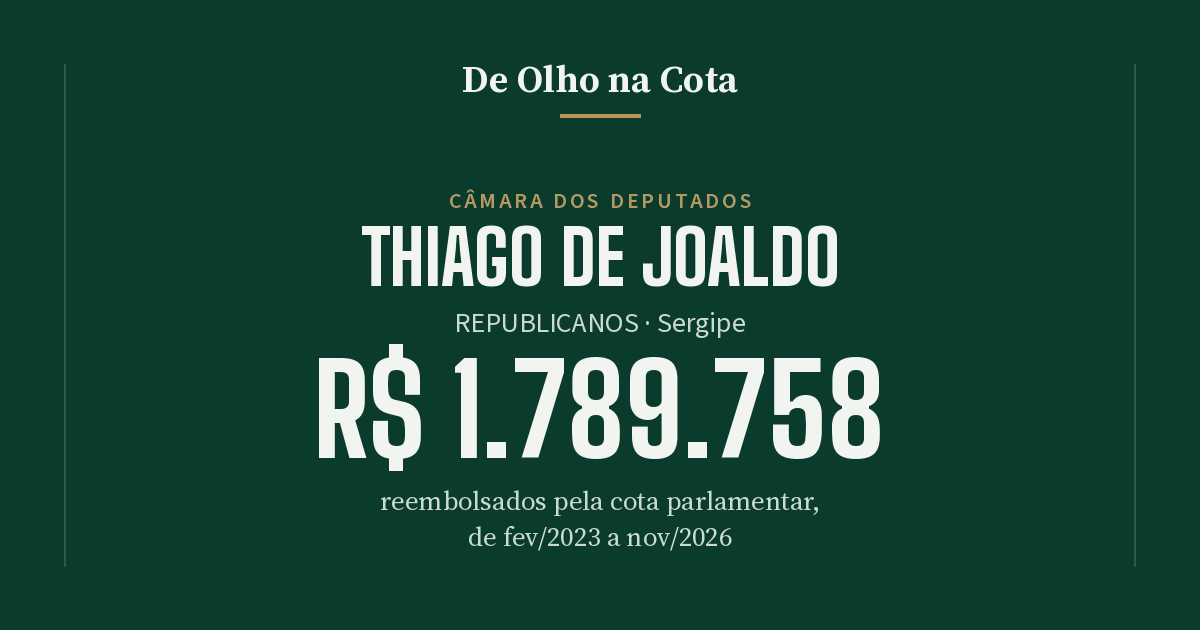 De Olho na Cota
CÂMARA DOS DEPUTADOS
THIAGO DE JOALDO
REPUBLICANOS · Sergipe
R$ 1.789.758
reembolsados pela cota parlamentar,
de fev/2023 a nov/2026